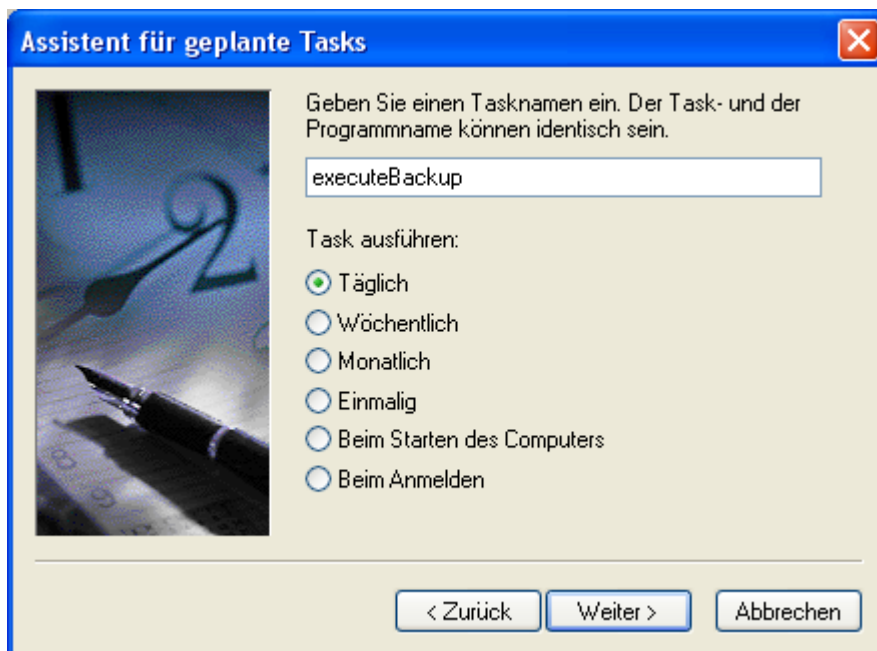 Assistent für geplante Tasks
Geben Sie einen Tasknamen ein. Der Task- und der
Programmname können identisch sein.
executeBackup
Task ausführen:
Täglich
Wöchentlich
Monatlich
Einmalig
Beim Starten des Computers
Beim Anmelden
< Zurück
Weiter >
Abbrechen